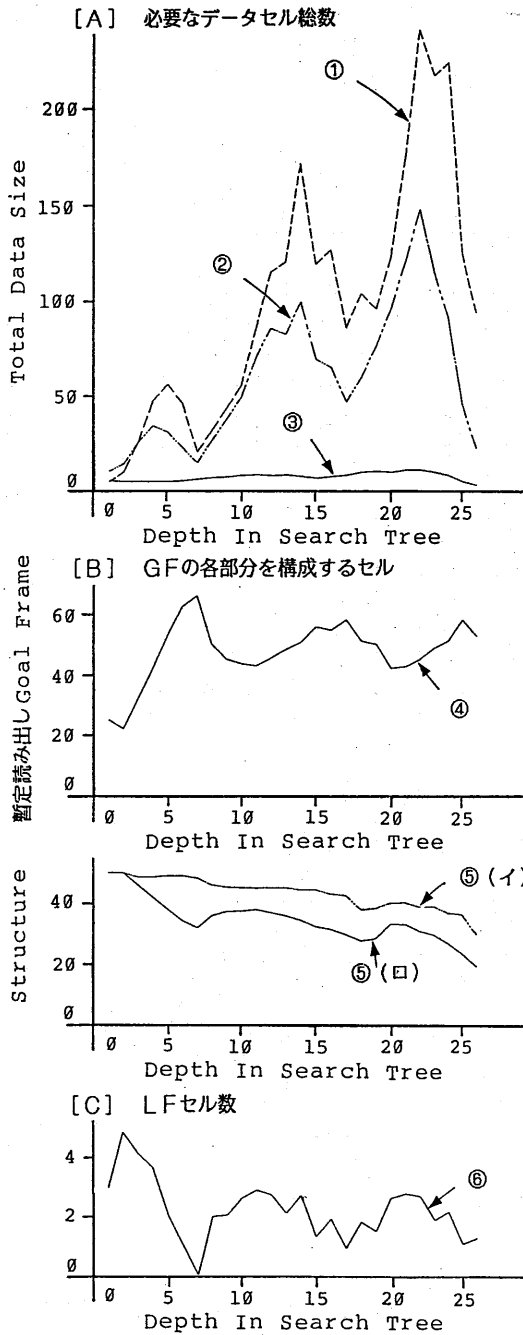 [A] 必要なデータセル総数
Total Data Size
200
150
100
50
0
①
②
③
0 5 10 15 20 25
Depth In Search Tree
[B] GFの各部分を構成するセル
暫定読み出しGoal Frame
60
40
20
0
④
0 5 10 15 20 25
Depth In Search Tree
Structure
40
20
0
⑤(イ)
⑤(ロ)
0 5 10 15 20 25
Depth In Search Tree
[C] LFセル数
4
2
0
⑥
0 5 10 15 20 25
Depth In Search Tree